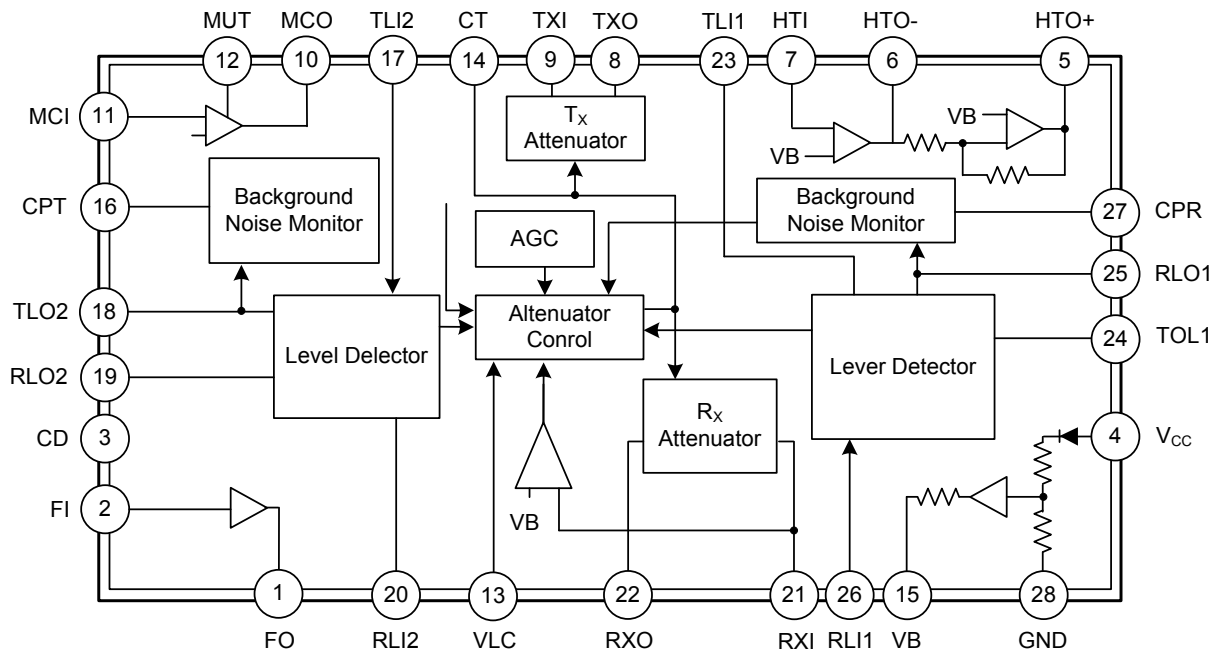 MUT MCO TLI2 CT TXI TXO TLI1 HTI HTO- HTO+
12 10 17 14 9 8 23 7 6 5
MCI 11
TX
Attenuator
VB
VB
CPT 16
Background
Noise Monitor
Background
Noise Monitor
27 CPR
AGC
25 RLO1
TLO2 18
Level Delector
Altenuator
Conrol
Lever Detector
24 TOL1
RLO2 19
CD 3
RX
Attenuator
4 VCC
FI 2
VB
1 20 13 22 21 26 15 28
FO RLI2 VLC RXO RXI RLI1 VB GND